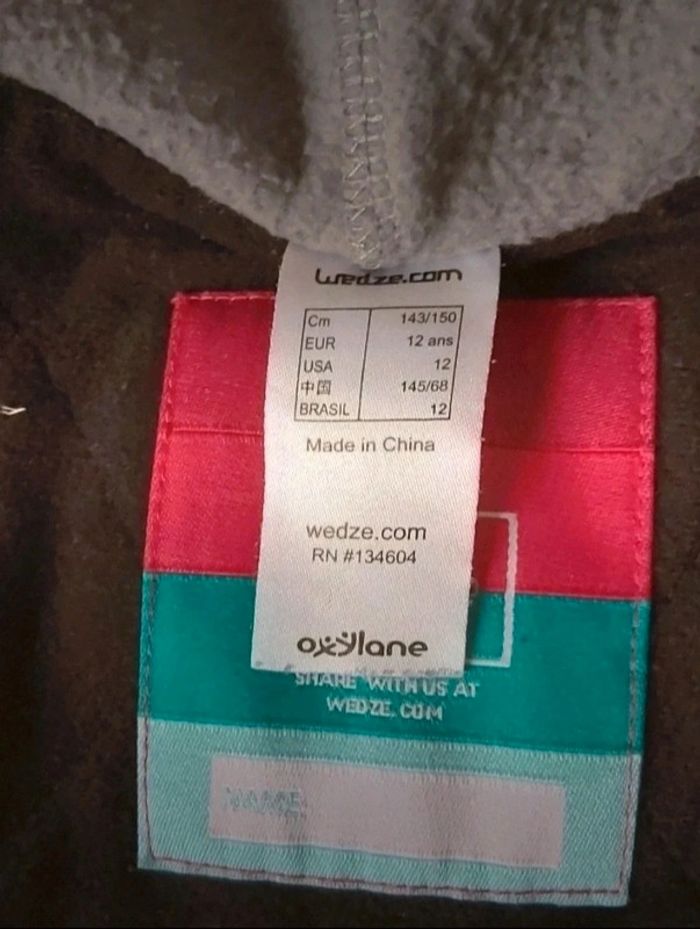 wedze.com
Cm 143/150
EUR 12 ans
USA 12
中国 145/68
BRASIL 12
Made in China
wedze.com
RN #134604
oxylane
SHARE WITH US AT
WEDZE.COM
NAME